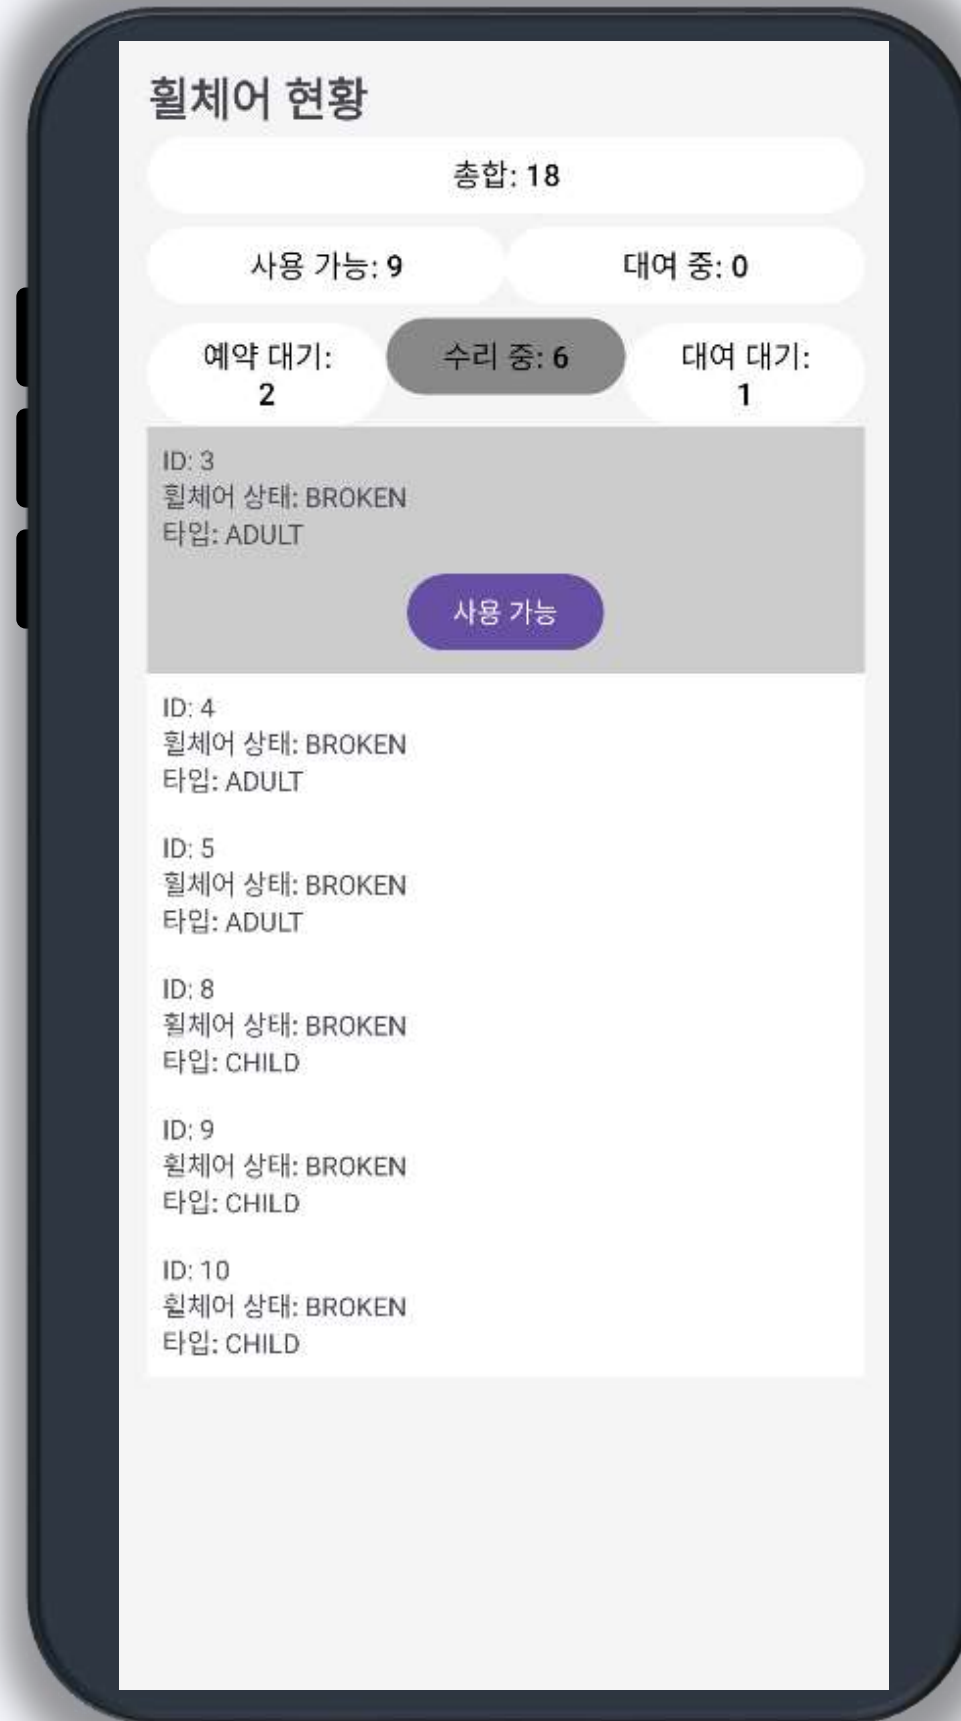 휠체어 현황
총합: 18
사용 가능: 9
대여 중: 0
예약 대기:
2
수리 중: 6
대여 대기:
1
ID: 3
휠체어 상태: BROKEN
타입: ADULT
사용 가능
ID: 4
휠체어 상태: BROKEN
타입: ADULT
ID: 5
휠체어 상태: BROKEN
타입: ADULT
ID: 8
휠체어 상태: BROKEN
타입: CHILD
ID: 9
휠체어 상태: BROKEN
타입: CHILD
ID: 10
휠체어 상태: BROKEN
타입: CHILD